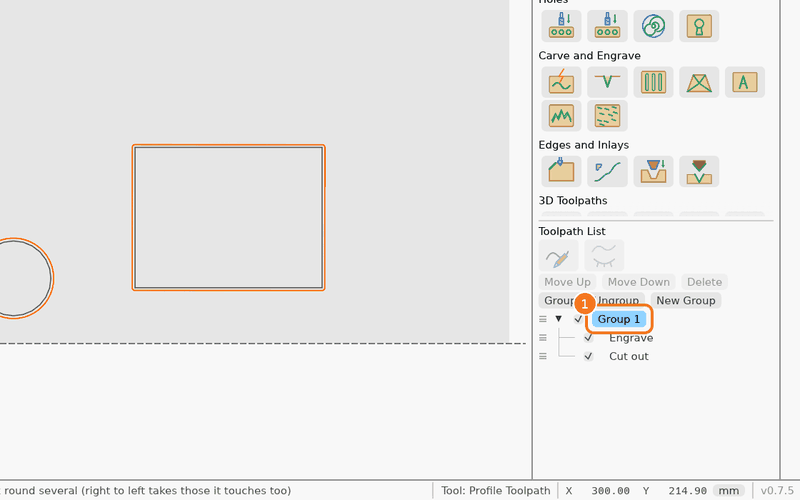 Holes
Carve and Engrave
A
Edges and Inlays
3D Toolpaths
Toolpath List
Move Up Move Down Delete
Group Ungroup New Group
1
Group 1
Engrave
Cut out
round several (right to left takes those it touches too) Tool: Profile Toolpath X 300.00 Y 214.90 mm v0.7.5